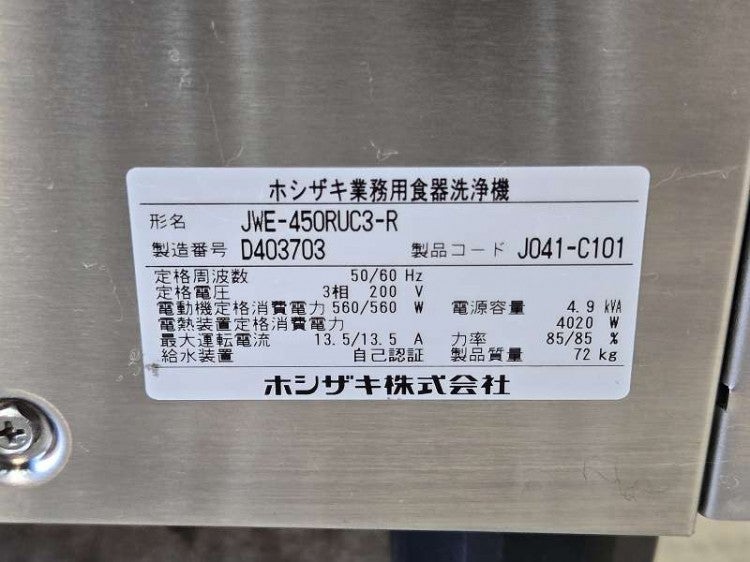 ホシザキ業務用食器洗浄機
形名 JWE-450RUC3-R
製造番号 D403703 製品コード J041-C101
定格周波数 50/60 Hz
定格電圧 3相 200 V
電動機定格消費電力 560/560 W 電源容量 4.9 kVA
電熱装置定格消費電力 4020 W
最大運転電流 13.5/13.5 A 力率 85/85 %
給水装置 自己認証 製品質量 72 kg
ホシザキ株式会社